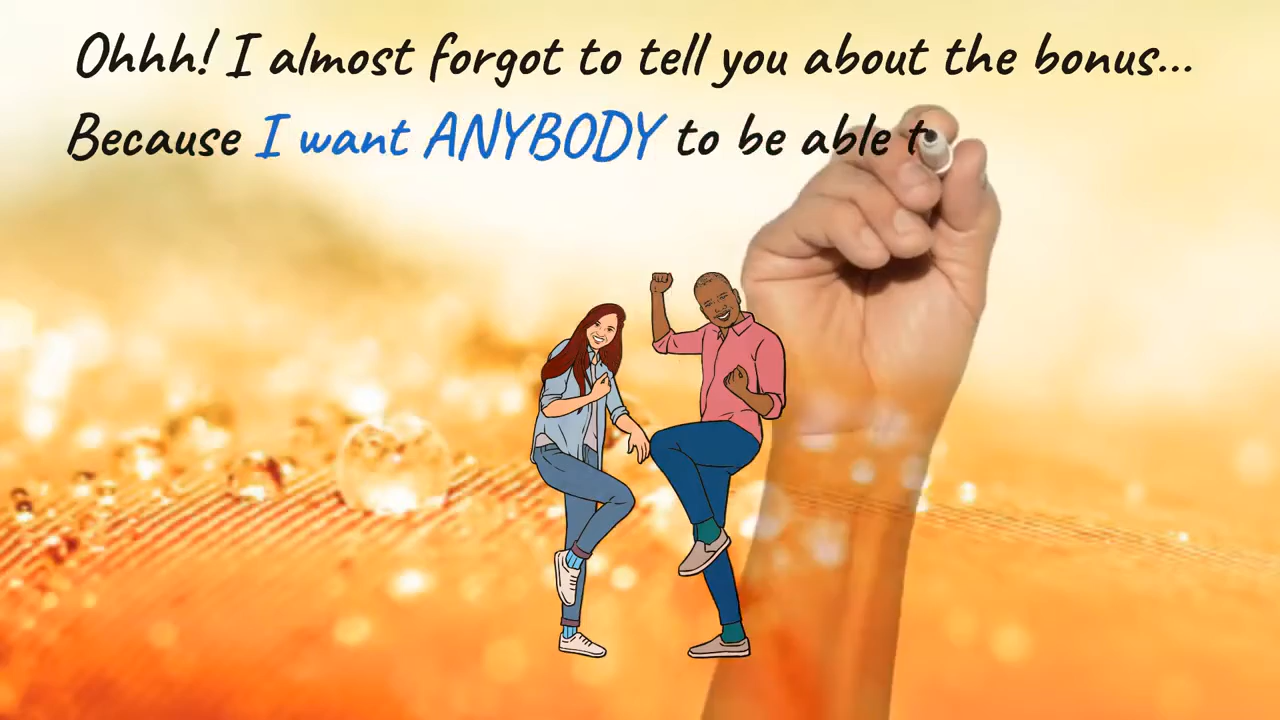 Ohhh! I almost forgot to tell you about the bonus...
Because I want ANYBODY to be able t